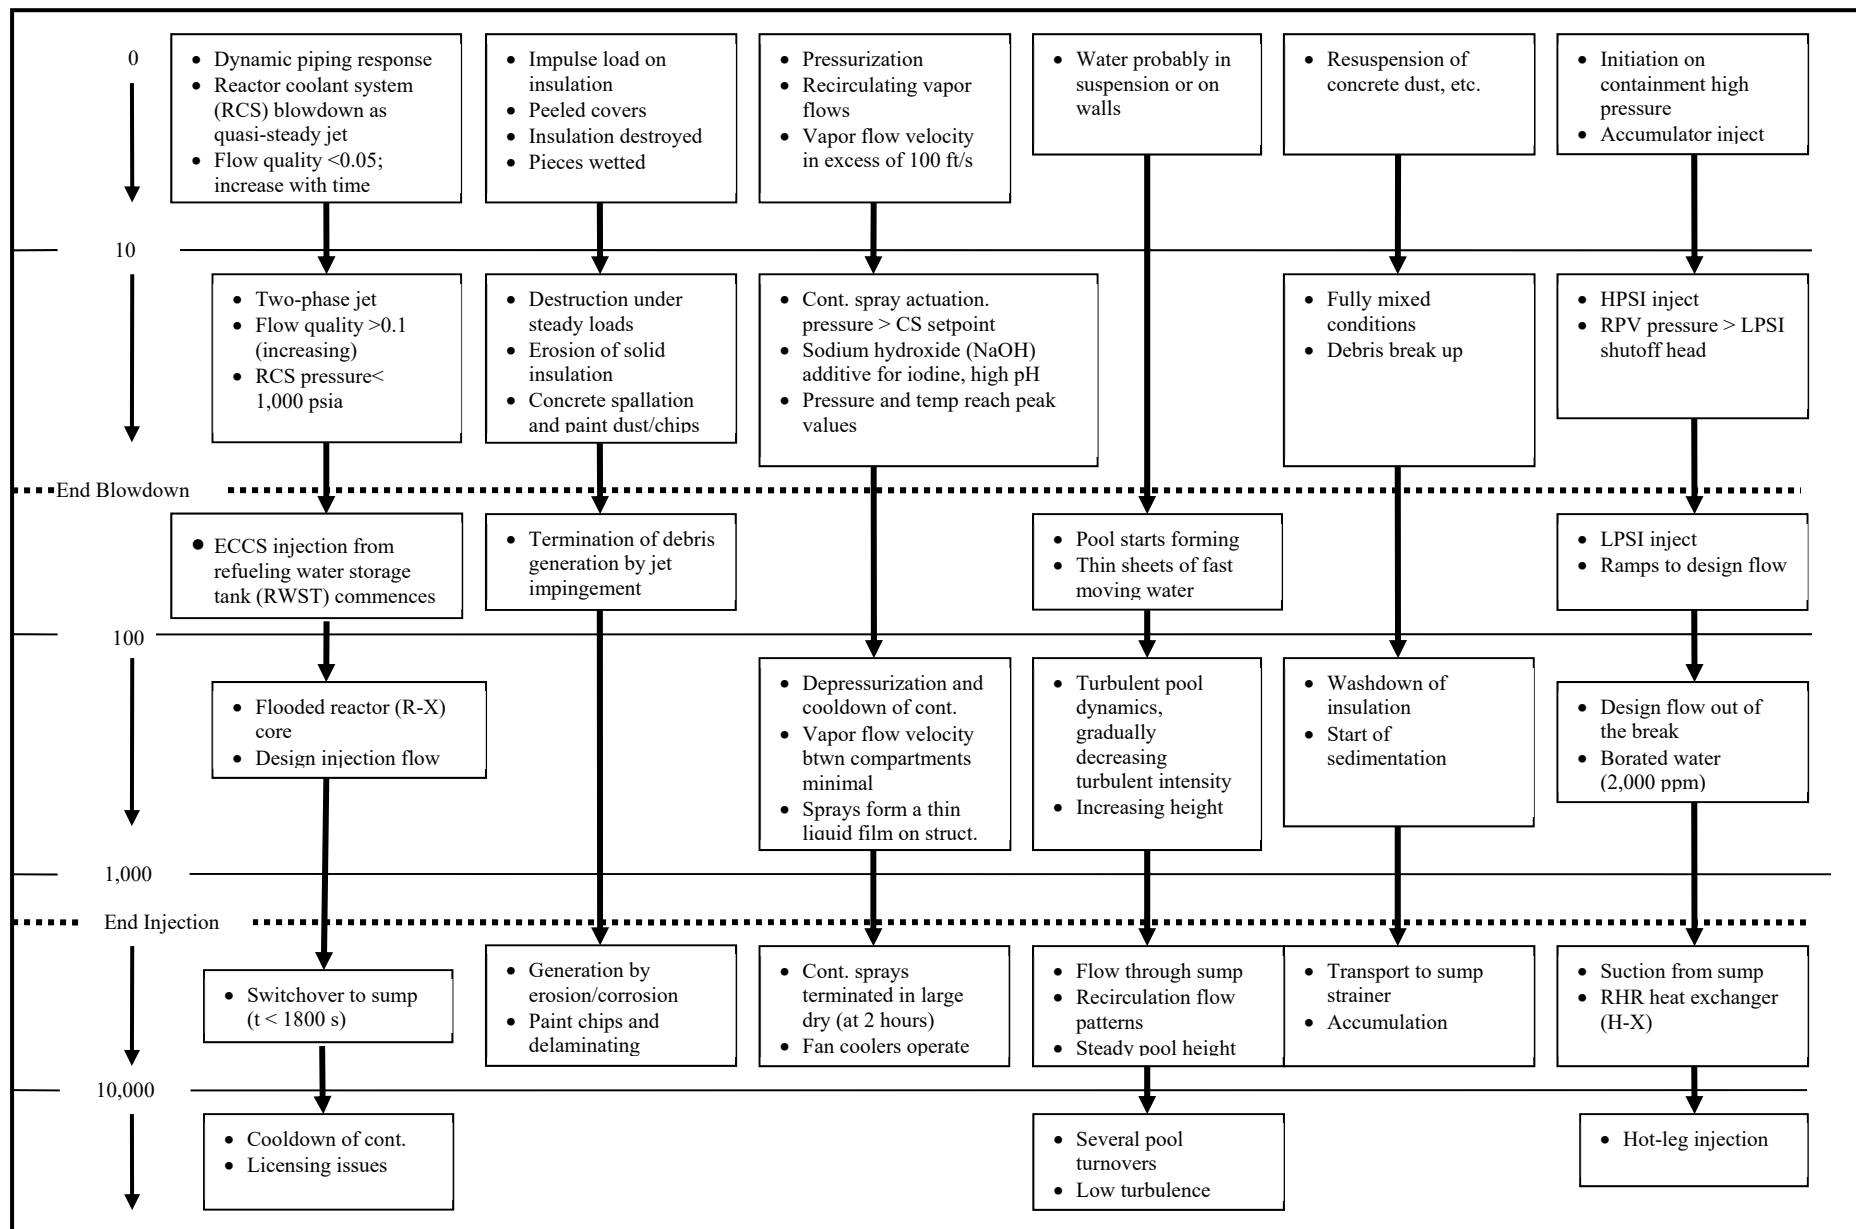 0
• Dynamic piping response
• Reactor coolant system
(RCS) blowdown as
quasi-steady jet
• Flow quality <0.05;
increase with time
• Impulse load on
insulation
• Peeled covers
• Insulation destroyed
• Pieces wetted
• Pressurization
• Recirculating vapor
flows
• Vapor flow velocity
in excess of 100 ft/s
• Water probably in
suspension or on
walls
• Resuspension of
concrete dust, etc.
• Initiation on
containment high
pressure
• Accumulator inject
10
• Two-phase jet
• Flow quality >0.1
(increasing)
• RCS pressure<
1,000 psia
• Destruction under
steady loads
• Erosion of solid
insulation
• Concrete spallation
and paint dust/chips
• Cont. spray actuation.
pressure > CS setpoint
• Sodium hydroxide (NaOH)
additive for iodine, high pH
• Pressure and temp reach peak
values
• Fully mixed
conditions
• Debris break up
• HPSI inject
• RPV pressure > LPSI
shutoff head
End Blowdown
• ECCS injection from
refueling water storage
tank (RWST) commences
• Termination of debris
generation by jet
impingement
• Pool starts forming
• Thin sheets of fast
moving water
• LPSI inject
• Ramps to design flow
100
• Flooded reactor (R-X)
core
• Design injection flow
• Depressurization and
cooldown of cont.
• Vapor flow velocity
btwn compartments
minimal
• Sprays form a thin
liquid film on struct.
• Turbulent pool
dynamics,
gradually
decreasing
turbulent intensity
• Increasing height
• Washdown of
insulation
• Start of
sedimentation
• Design flow out of
the break
• Borated water
(2,000 ppm)
1,000
End Injection
• Switchover to sump
(t < 1800 s)
• Generation by
erosion/corrosion
• Paint chips and
delaminating
• Cont. sprays
terminated in large
dry (at 2 hours)
• Fan coolers operate
• Flow through sump
• Recirculation flow
patterns
• Steady pool height
• Transport to sump
strainer
• Accumulation
• Suction from sump
• RHR heat exchanger
(H-X)
10,000
• Cooldown of cont.
• Licensing issues
• Several pool
turnovers
• Low turbulence
• Hot-leg injection